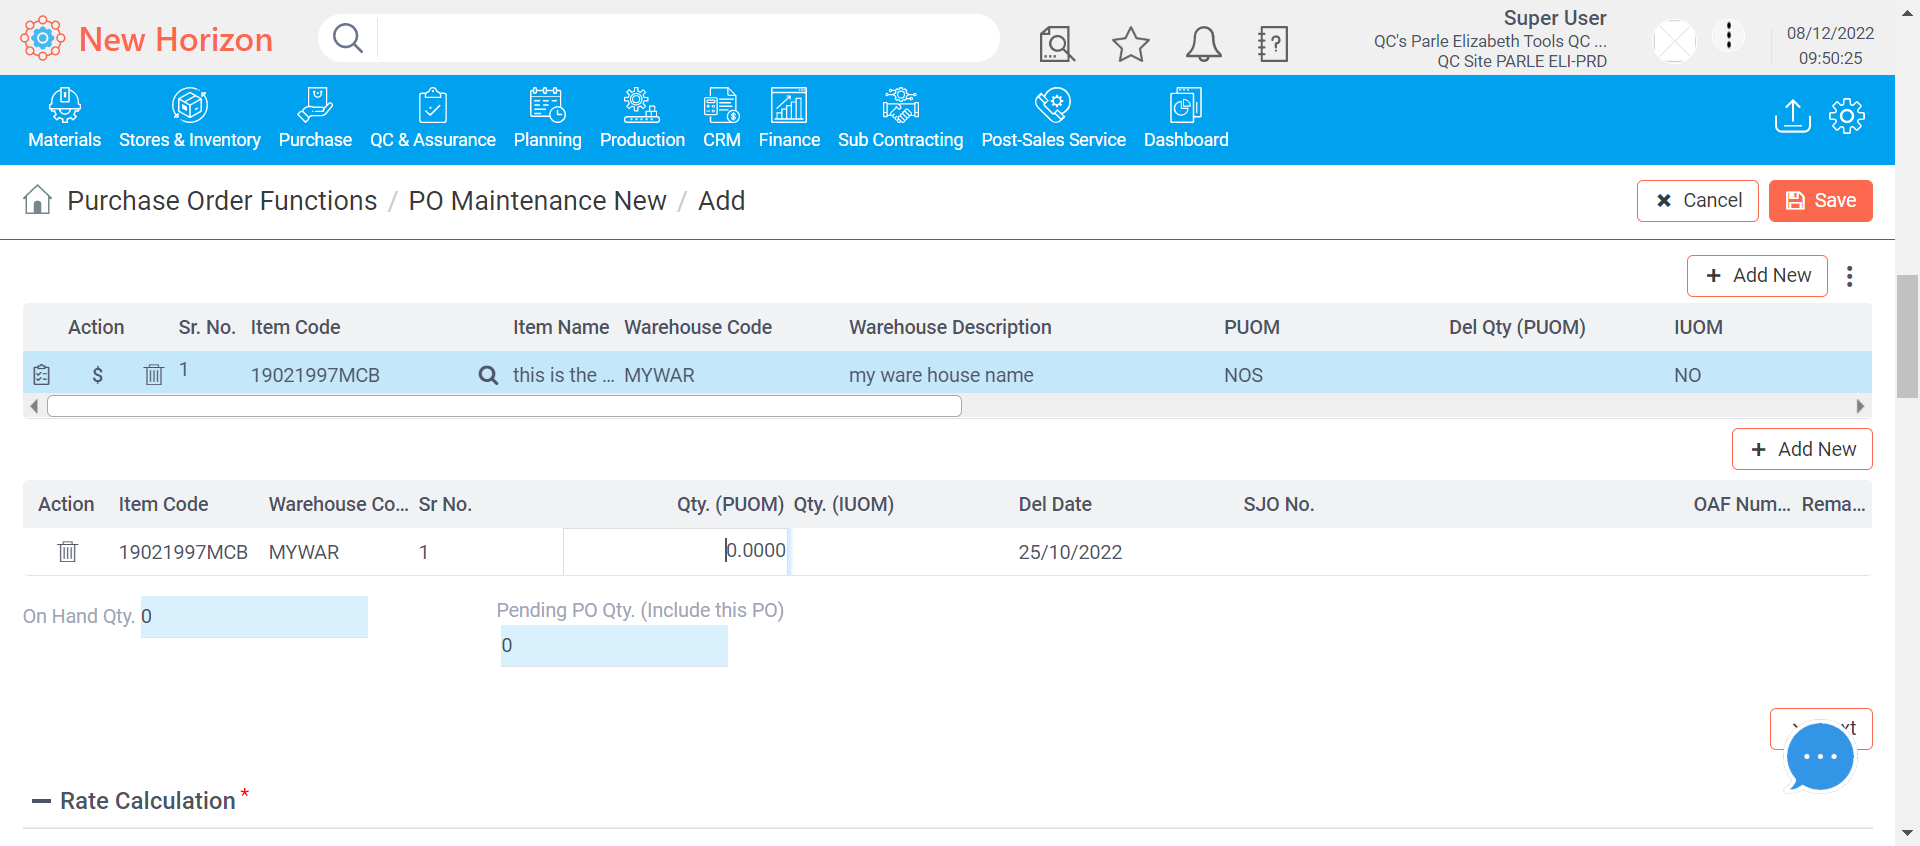 New Horizon
Super User
QC's Parle Elizabeth Tools QC ...
QC Site PARLE ELI-PRD
08/12/2022
09:50:25
Materials
Stores & Inventory
Purchase
QC & Assurance
Planning
Production
CRM
Finance
Sub Contracting
Post-Sales Service
Dashboard
Purchase Order Functions / PO Maintenance New / Add
Cancel
Save
+ Add New
Action Sr. No. Item Code Item Name Warehouse Code Warehouse Description PUOM Del Qty (PUOM) IUOM
$ 1 19021997MCB this is the ... MYWAR my ware house name NOS NO
+ Add New
Action Item Code Warehouse Co... Sr No. Qty. (PUOM) Qty. (IUOM) Del Date SJO No. OAF Num... Rema...
19021997MCB MYWAR 1 0.0000 25/10/2022
On Hand Qty. 0
Pending PO Qty. (Include this PO)
0
Rate Calculation *